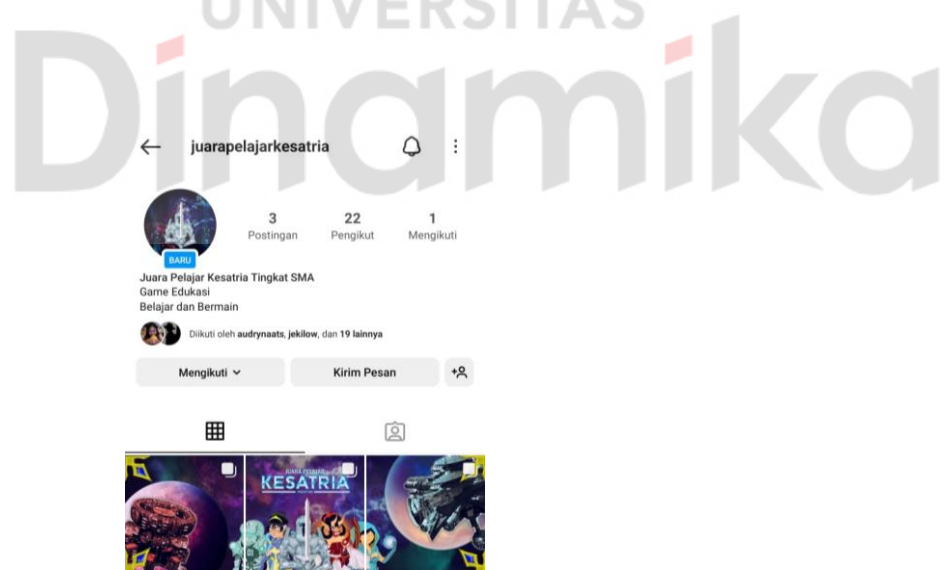 UNIVERSITAS
Dinamika
juarapelajarkesatria
3 22 1
Postingan Pengikut Mengikuti
BARU
Juara Pelajar Kesatria Tingkat SMA
Game Edukasi
Belajar dan Bermain
Diikuti oleh audrynaats, jekilow, dan 19 lainnya
Mengikuti Kirim Pesan
JUARA PELAJAR
KESATRIA